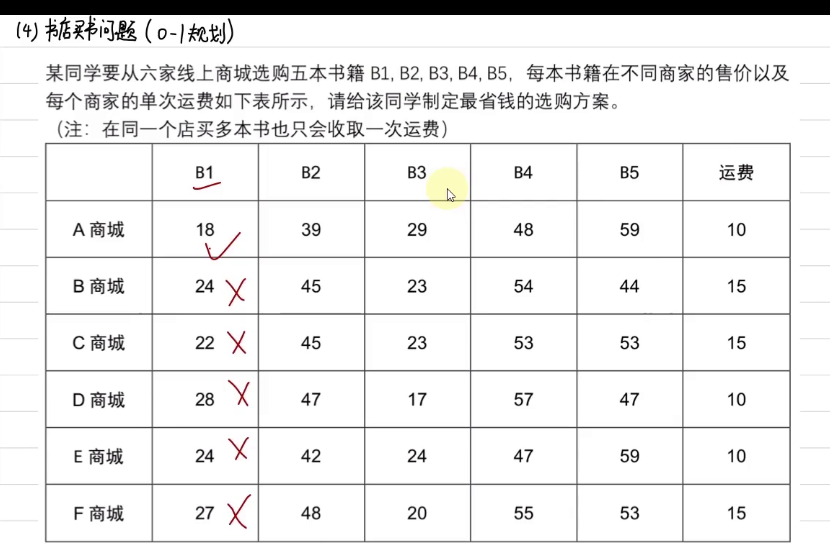 (4) 书店买书问题(0-1规划)
某同学要从六家线上商城选购五本书籍 B1, B2, B3, B4, B5，每本书籍在不同商家的售价以及
每个商家的单次运费如下表所示，请给该同学制定最省钱的选购方案。
（注：在同一个店买多本书也只会收取一次运费）
B1 B2 B3 B4 B5 运费
A 商城 18 39 29 48 59 10
B 商城 24 45 23 54 44 15
C 商城 22 45 23 53 53 15
D 商城 28 47 17 57 47 10
E 商城 24 42 24 47 59 10
F 商城 27 48 20 55 53 15